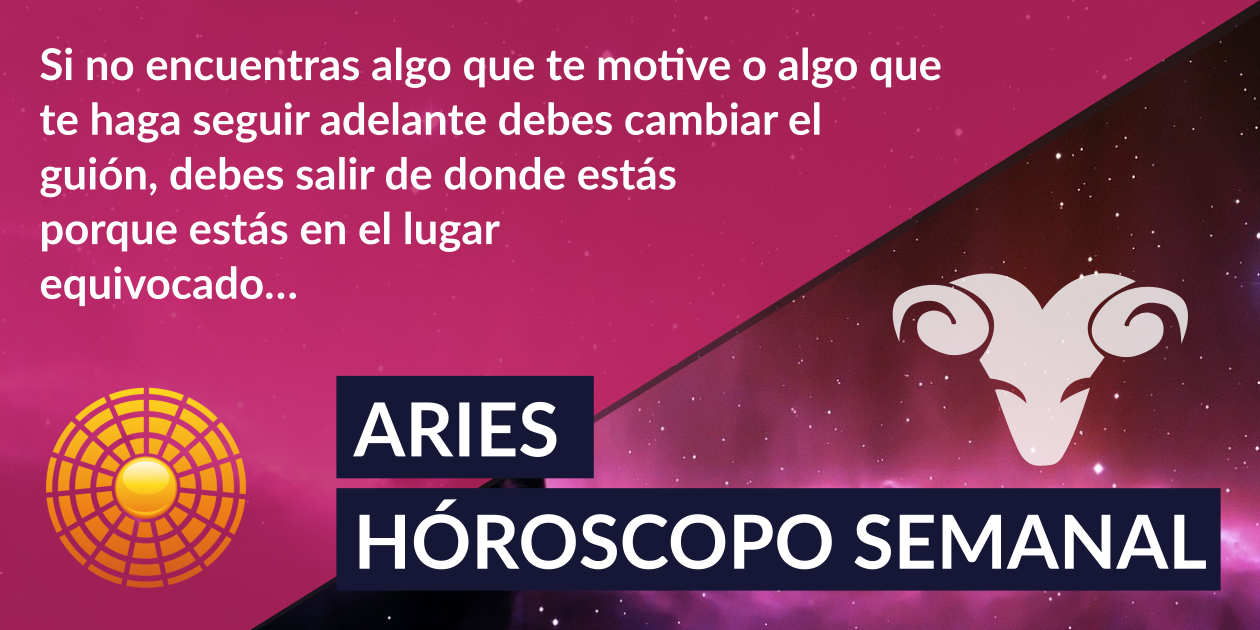 Si no encuentras algo que te motive o algo que
te haga seguir adelante debes cambiar el
guión, debes salir de donde estás
porque estás en el lugar
equivocado...
ARIES
HÓROSCOPO SEMANAL